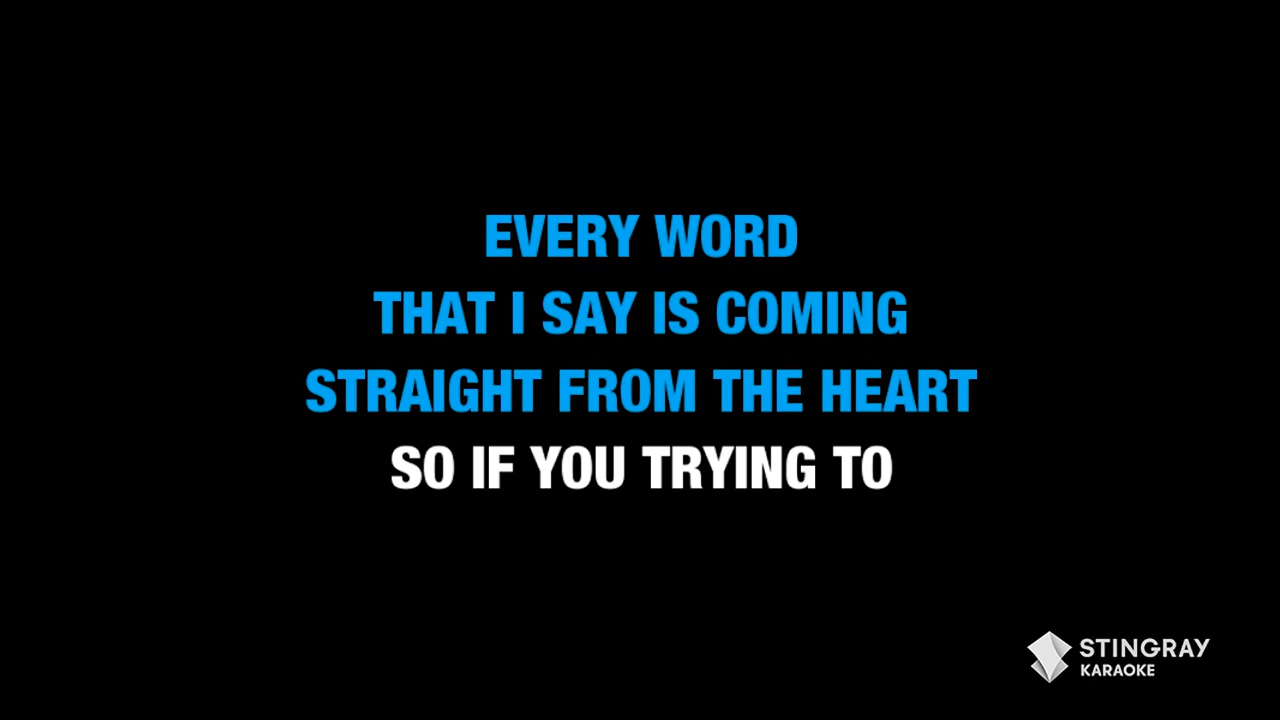 EVERY WORD
THAT I SAY IS COMING
STRAIGHT FROM THE HEART
SO IF YOU TRYING TO
STINGRAY
KARAOKE